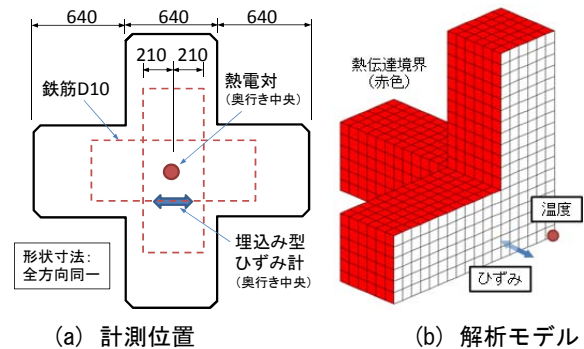 640
640
640
210
210
鉄筋D10
熱電対
(奥行き中央)
埋込み型
ひずみ計
(奥行き中央)
形状寸法：
全方向同一
(a) 計測位置
熱伝達境界
(赤色)
温度
ひずみ
(b) 解析モデル